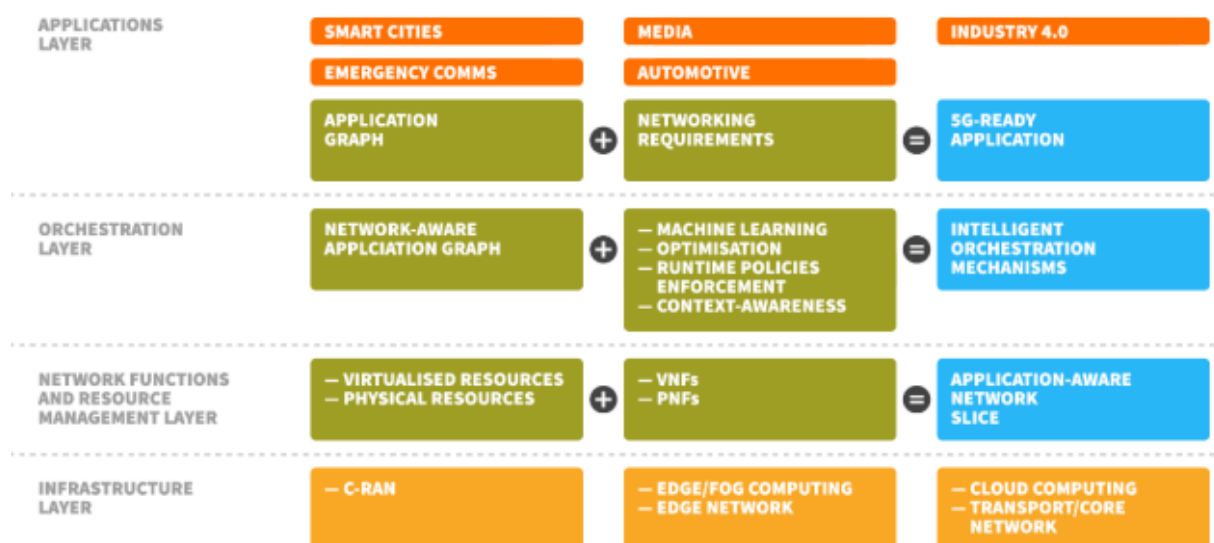 APPLICATIONS
LAYER
SMART CITIES
MEDIA
INDUSTRY 4.0
EMERGENCY COMMS
AUTOMOTIVE
APPLICATION
GRAPH
+
NETWORKING
REQUIREMENTS
=
5G-READY
APPLICATION
ORCHESTRATION
LAYER
NETWORK-AWARE
APPLCIATION GRAPH
+
— MACHINE LEARNING
— OPTIMISATION
— RUNTIME POLICIES
ENFORCEMENT
— CONTEXT-AWARENESS
=
INTELLIGENT
ORCHESTRATION
MECHANISMS
NETWORK FUNCTIONS
AND RESOURCE
MANAGEMENT LAYER
— VIRTUALISED RESOURCES
— PHYSICAL RESOURCES
+
— VNFs
— PNFs
=
APPLICATION-AWARE
NETWORK
SLICE
INFRASTRUCTURE
LAYER
— C-RAN
— EDGE/FOG COMPUTING
— EDGE NETWORK
— CLOUD COMPUTING
— TRANSPORT/CORE
NETWORK